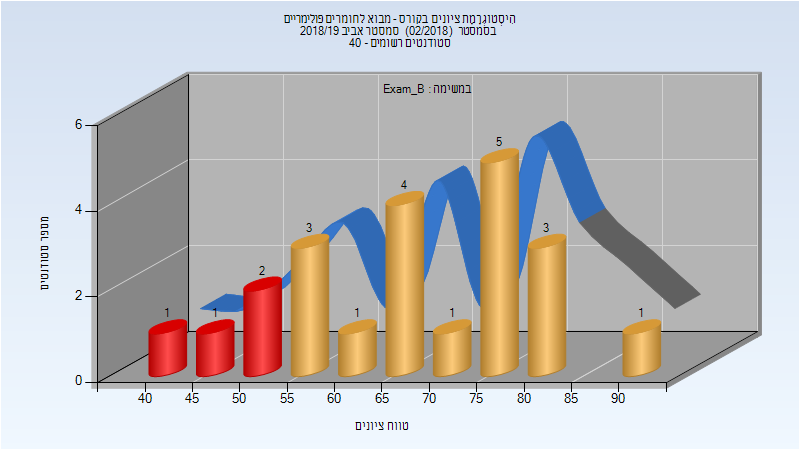 היסטוגרמת ציונים בקורס - מבוא לחומרים פולימריים
בסמסטר (02/2018) סמסטר אביב 2018/19
סטודנטים רשומים - 40
במשימה : Exam_B
מספר סטודנטים
6
4
2
0
1
1
2
3
1
4
1
5
3
1
40 45 50 55 60 65 70 75 80 85 90
טווח ציונים